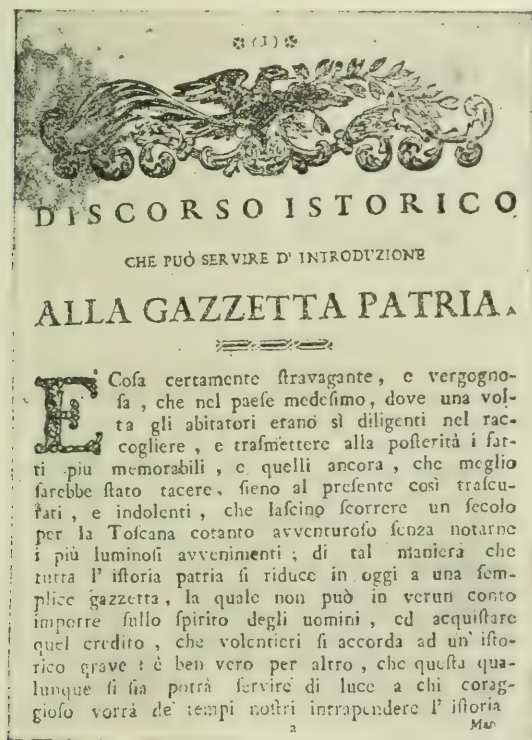 (1)
DISCORSO ISTORICO
CHE PUÒ SERVIRE D' INTRODUZIONE
ALLA GAZZETTA PATRIA.
E Coſa certamente ſtravagante, e vergogno-
ſa, che nel paeſe medeſimo, dove una vol-
ta gli abitatori erano sì diligenti nel rac-
cogliere, e traſmettere alla poſterità i fat-
ti piu memorabili, e quelli ancora, che meglio
ſarebbe ſtato tacere, ſieno al preſente così traſcu-
rati, e indolenti, che laſcino ſcorrere un ſecolo
per la Toſcana cotanto avventuroſo ſenza notarne
i più luminoſi avvenimenti; di tal maniera che
tutta l' iſtoria patria ſi riduce in oggi a una ſem-
plice gazzetta, la quale non può in verun conto
imporre ſullo ſpirito degli uomini, ed acquiſtare
quel credito, che volentieri ſi accorda ad un' iſto-
rico grave: è ben vero per altro, che queſta qua-
lunque ſi ſia potrà ſervire di luce a chi corag-
gioſo vorrà de' tempi noſtri intrapendere l' iſtoria
a Man